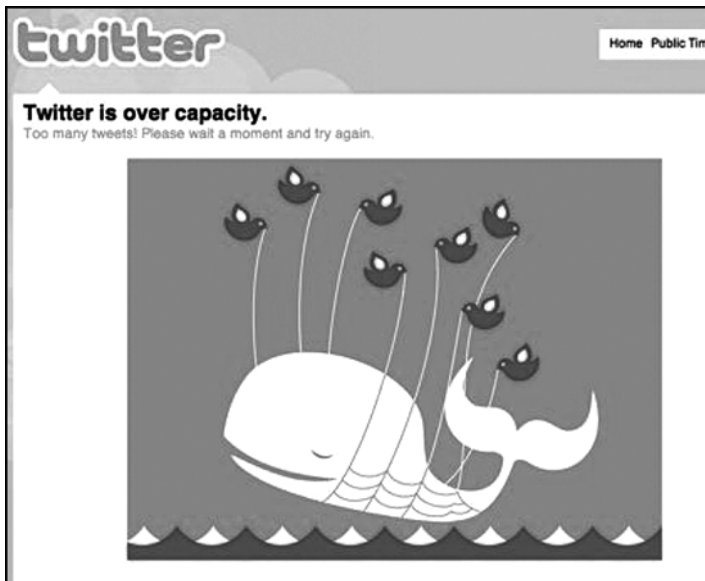 twitter
Home Public Tim
Twitter is over capacity.
Too many tweets! Please wait a moment and try again.